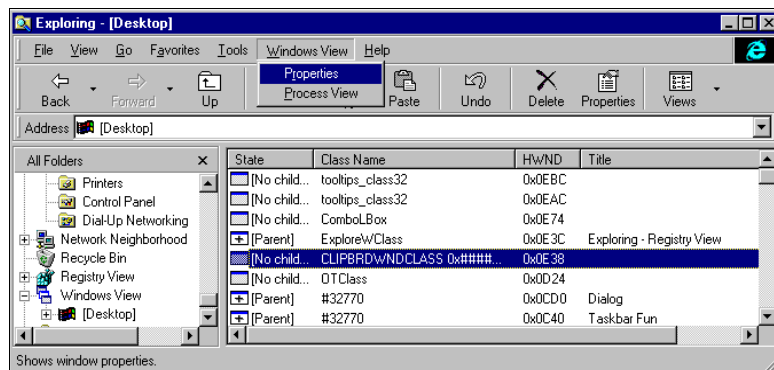 Exploring - [Desktop]
File View Go Favorites Tools Windows View Help
Properties
Process View
Back Forward Up Paste Undo Delete Properties Views
Address [Desktop]
All Folders
Printers
Control Panel
Dial-Up Networking
Network Neighborhood
Recycle Bin
Registry View
Windows View
[Desktop]
State Class Name HWND Title
[No child... tooltips_class32 0x0EBC
[No child... tooltips_class32 0x0EAC
[No child... ComboLBox 0x0E74
[Parent] ExploreWClass 0x0E3C Exploring - Registry View
[No child... CLIPBRDWNDCLASS 0x####... 0x0E38
[No child... OTClass 0x0D24
[Parent] #32770 0x0CD0 Dialog
[Parent] #32770 0x0C40 Taskbar Fun
Shows window properties.